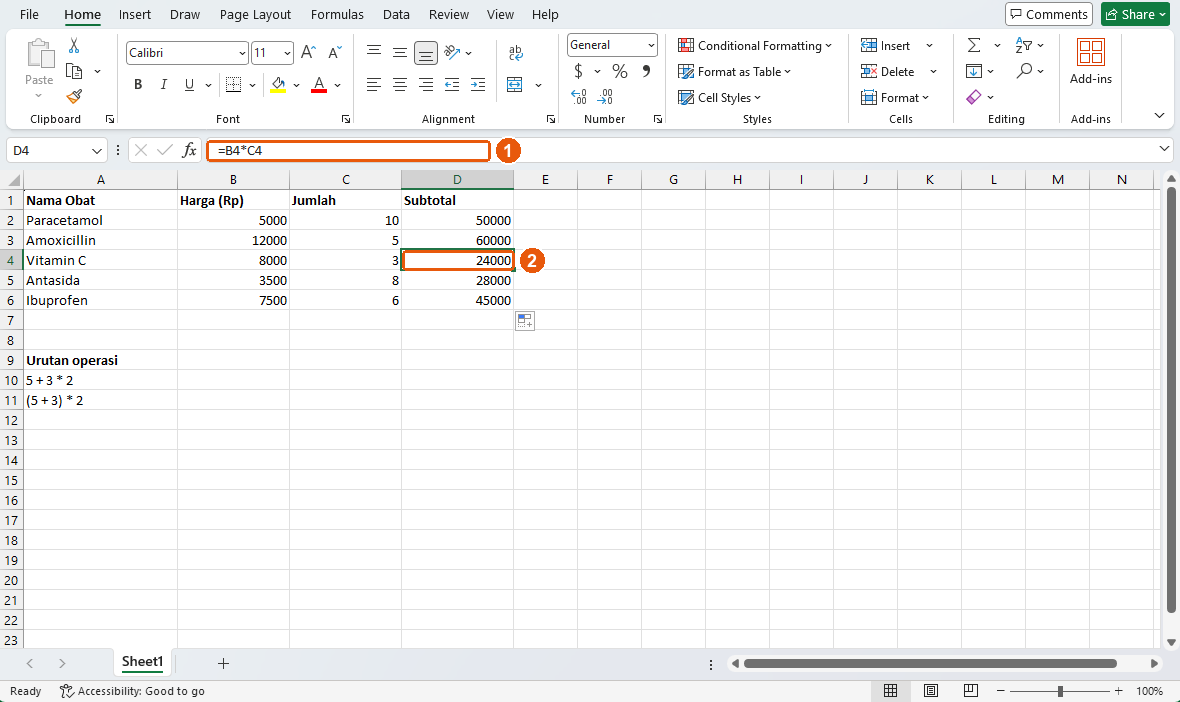 File Home Insert Draw Page Layout Formulas Data Review View Help Comments Share
Calibri 11 ab c General Conditional Formatting Insert
Paste $ % Format as Table Delete Add-ins
B I U A Cell Styles Format
Clipboard Font Alignment Number Styles Cells Editing Add-ins
D4 fx =B4*C4 1
A B C D E F G H I J K L M N
1 Nama Obat Harga (Rp) Jumlah Subtotal
2 Paracetamol 5000 10 50000
3 Amoxicillin 12000 5 60000
4 Vitamin C 8000 3 24000 2
5 Antasida 3500 8 28000
6 Ibuprofen 7500 6 45000
7
8
9 Urutan operasi
10 5 + 3 * 2
11 (5 + 3) * 2
12
13
14
15
16
17
18
19
20
21
22
23
Sheet1
Ready Accessibility: Good to go 100%